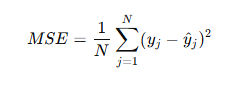 MSE = \frac{1}{N} \sum_{j=1}^{N} (y_j - \hat{y}_j)^2